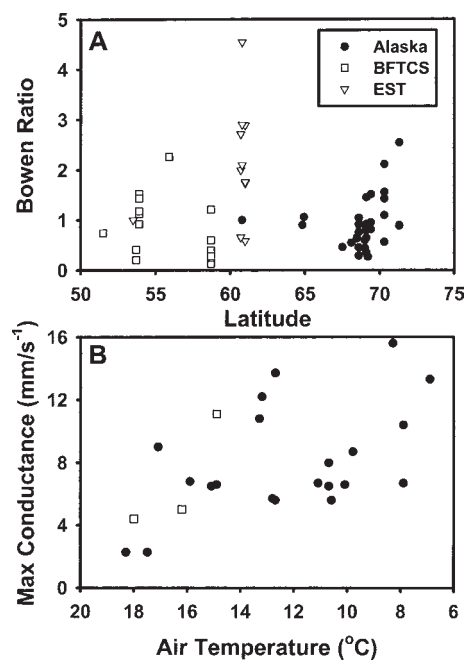 A
Alaska
BFTCS
EST
Bowen Ratio
5
4
3
2
1
0
50 55 60 65 70 75
Latitude
B
Max Conductance (mm/s⁻¹)
16
12
8
4
0
20 18 16 14 12 10 8 6
Air Temperature (°C)